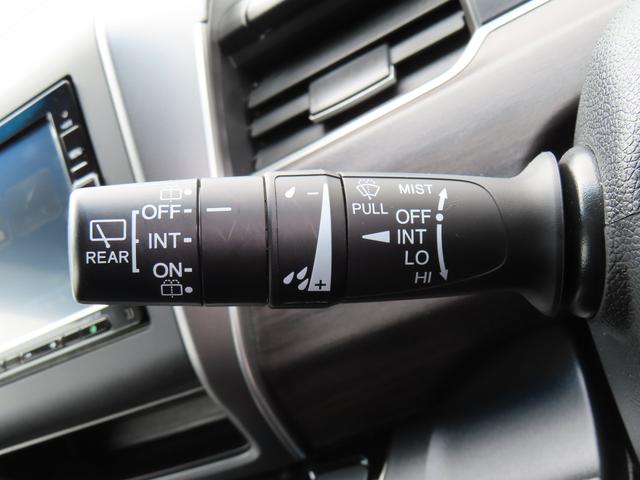 OFF
INT
ON
REAR
−
+
PULL
MIST
OFF
INT
LO
HI